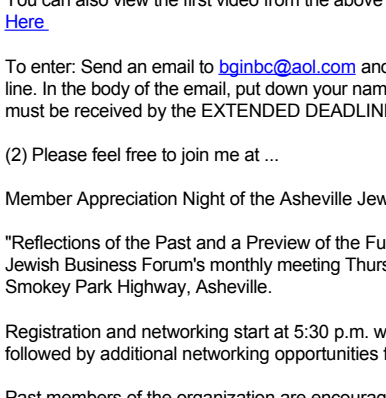 You can also view the first video from the above
Here
To enter: Send an email to bginbc@aol.com and
line. In the body of the email, put down your nam
must be received by the EXTENDED DEADLIN
(2) Please feel free to join me at ...
Member Appreciation Night of the Asheville Jew
"Reflections of the Past and a Preview of the Fu
Jewish Business Forum's monthly meeting Thurs
Smokey Park Highway, Asheville.
Registration and networking start at 5:30 p.m. w
followed by additional networking opportunities f
Past members of the organization are encourag